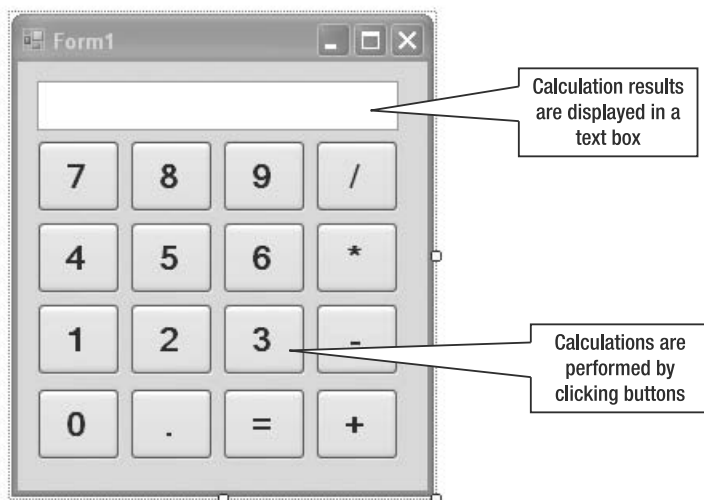 Form1
Calculation results
are displayed in a
text box
7 8 9 /
4 5 6 *
1 2 3 -
Calculations are
performed by
clicking buttons
0 . = +